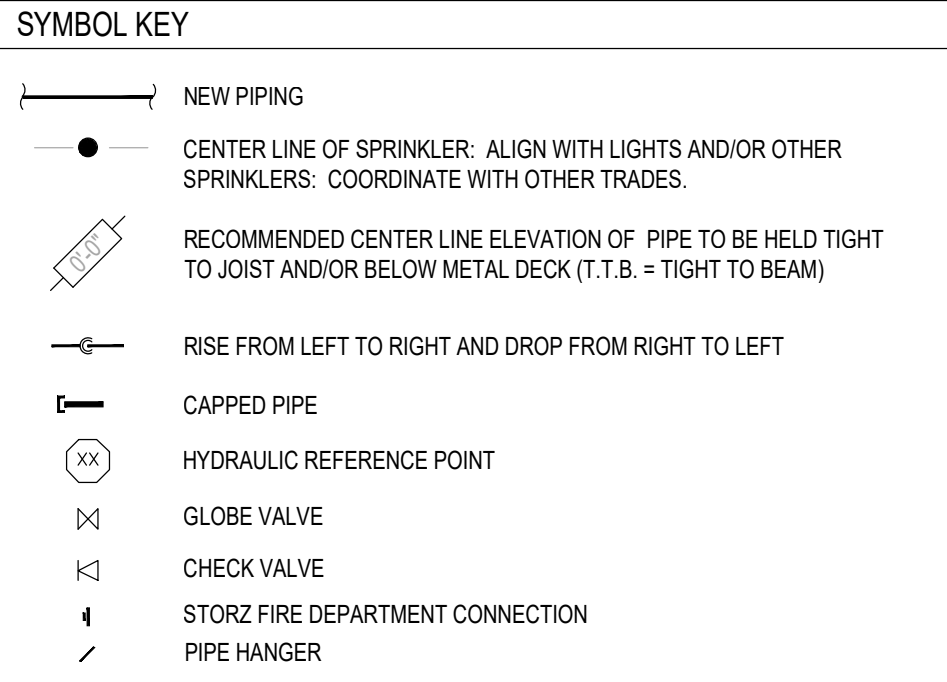 SYMBOL KEY
NEW PIPING
CENTER LINE OF SPRINKLER: ALIGN WITH LIGHTS AND/OR OTHER
SPRINKLERS: COORDINATE WITH OTHER TRADES.
0'-0"
RECOMMENDED CENTER LINE ELEVATION OF PIPE TO BE HELD TIGHT
TO JOIST AND/OR BELOW METAL DECK (T.T.B. = TIGHT TO BEAM)
RISE FROM LEFT TO RIGHT AND DROP FROM RIGHT TO LEFT
CAPPED PIPE
XX
HYDRAULIC REFERENCE POINT
GLOBE VALVE
CHECK VALVE
STORZ FIRE DEPARTMENT CONNECTION
PIPE HANGER